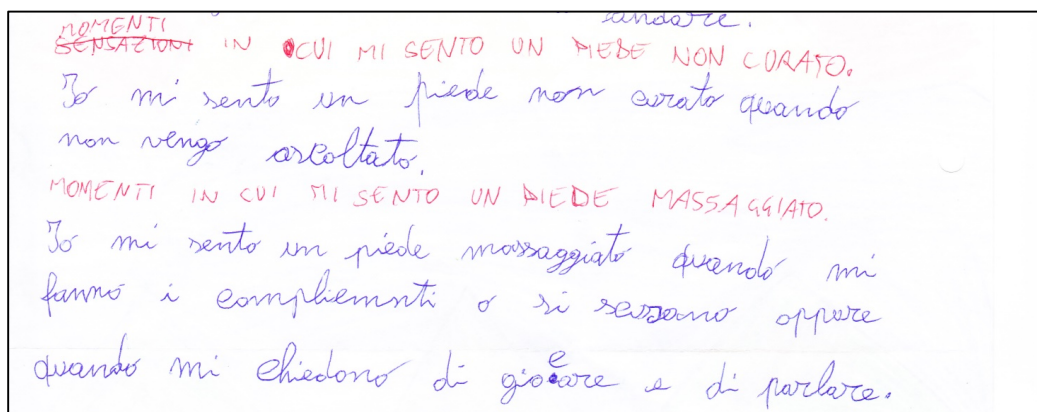 andare.
MOMENTI
SENSAZIONI IN CUI MI SENTO UN PIEDE NON CURATO.
Io mi sento un piede non curato quando
non vengo ascoltato.
MOMENTI IN CUI MI SENTO UN PIEDE MASSAGGIATO.
Io mi sento un piede massaggiato quando mi
fanno i compliemnti o si scusano oppure
quando mi chiedono di giocare e di parlare.